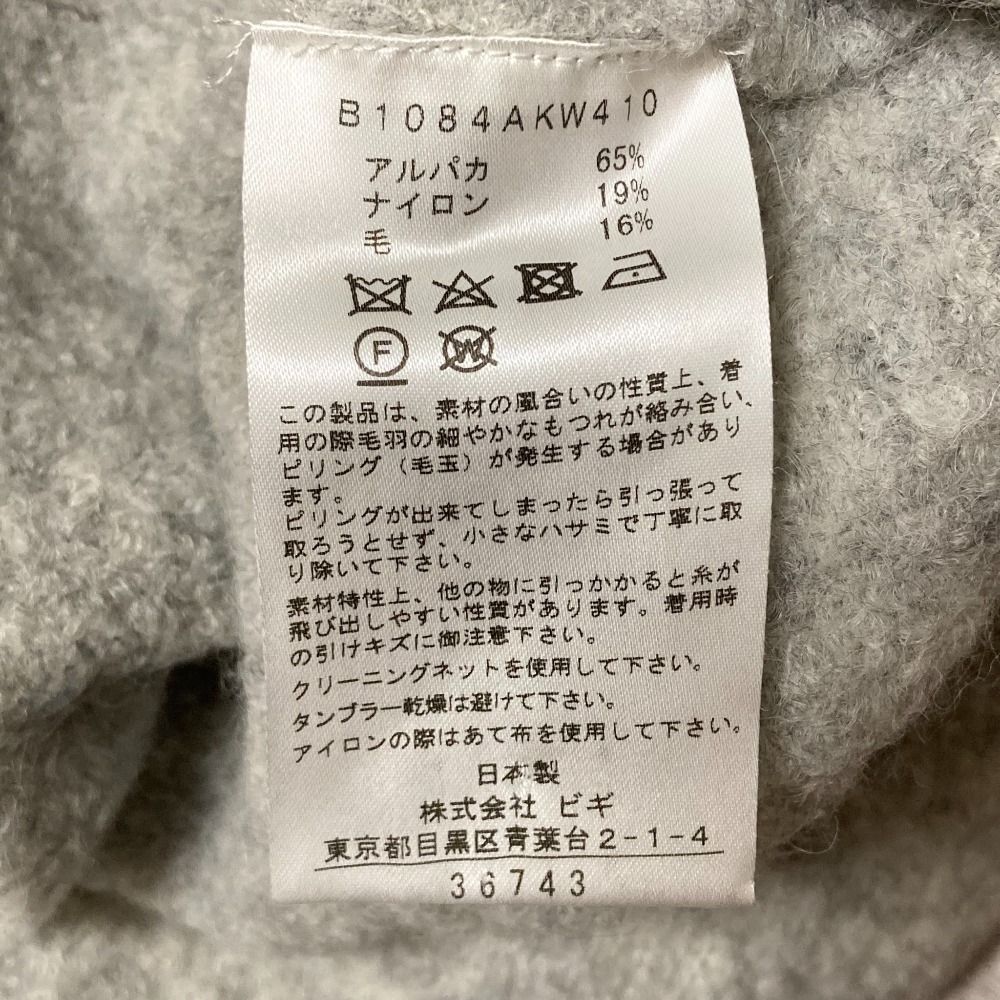 B1084AKW410
アルパカ 65%
ナイロン 19%
毛 16%
F
W
この製品は、素材の風合いの性質上、着
用の際毛羽の細やかなもつれが絡み合い、
ピリング（毛玉）が発生する場合があり
ます。
ピリングが出来てしまったら引っ張って
取ろうとせず、小さなハサミで丁寧に取
り除いて下さい。
素材特性上、他の物に引っかかると糸が
飛び出しやすい性質があります。着用時
の引けキズに御注意下さい。
クリーニングネットを使用して下さい。
タンブラー乾燥は避けて下さい。
アイロンの際はあて布を使用して下さい。
日本製
株式会社 ビギ
東京都目黒区青葉台2-1-4
36743